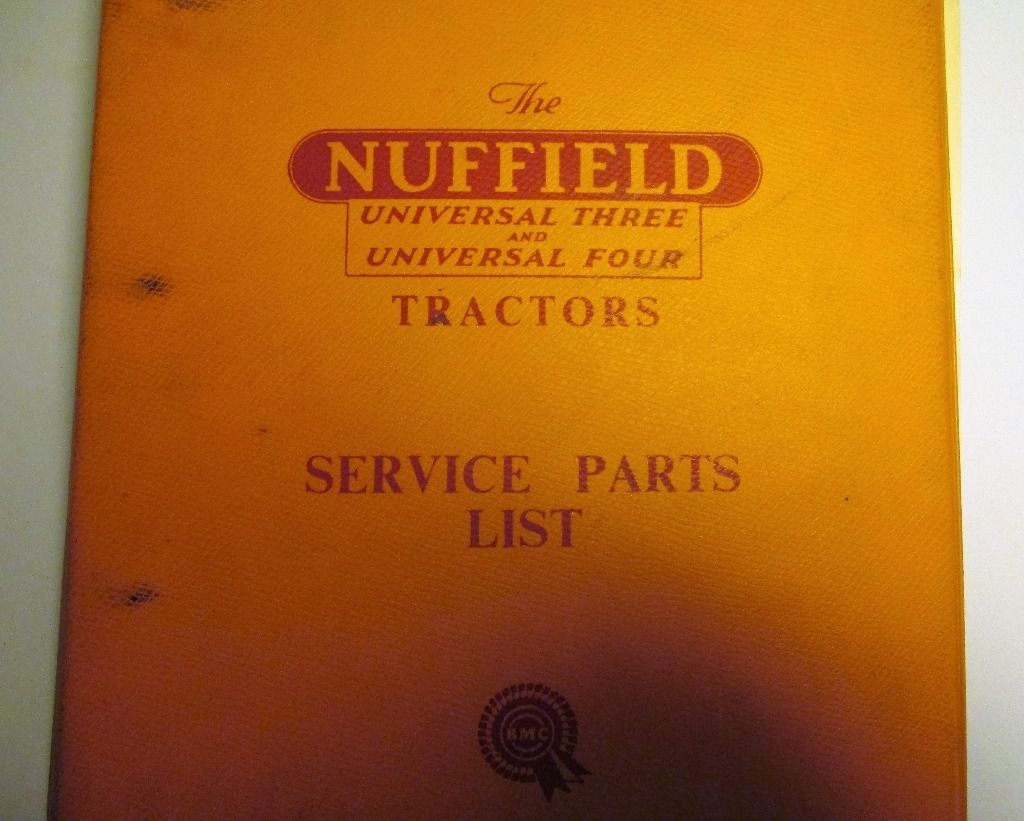 The
NUFFIELD
UNIVERSAL THREE
AND
UNIVERSAL FOUR
TRACTORS
SERVICE PARTS
LIST
BMC